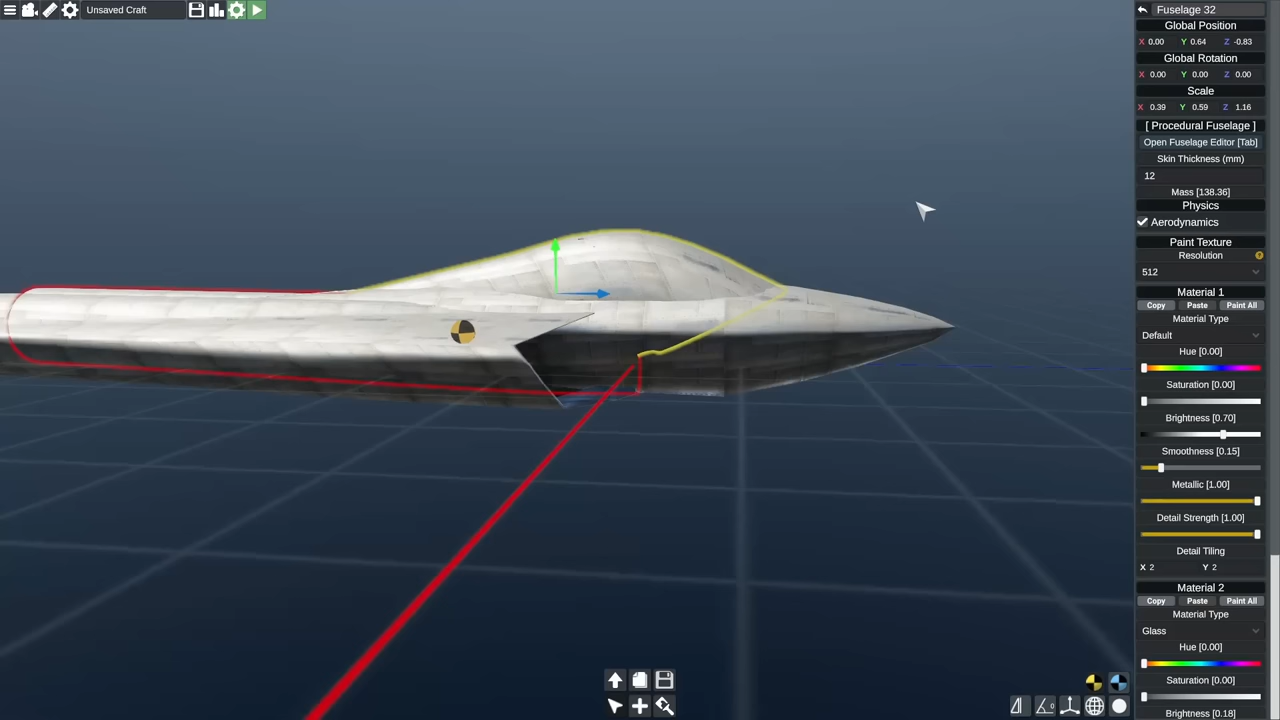 Unsaved Craft
Fuselage 32
Global Position
X 0.00 Y 0.64 Z -0.83
Global Rotation
X 0.00 Y 0.00 Z 0.00
Scale
X 0.39 Y 0.59 Z 1.16
[ Procedural Fuselage ]
Open Fuselage Editor [Tab]
Skin Thickness (mm)
12
Mass [138.36]
Physics
Aerodynamics
Paint Texture
Resolution
?
512
Material 1
Copy Paste Paint All
Material Type
Default
Hue [0.00]
Saturation [0.00]
Brightness [0.70]
Smoothness [0.15]
Metallic [1.00]
Detail Strength [1.00]
Detail Tiling
X 2 Y 2
Material 2
Copy Paste Paint All
Material Type
Glass
Hue [0.00]
Saturation [0.00]
Brightness [0.18]